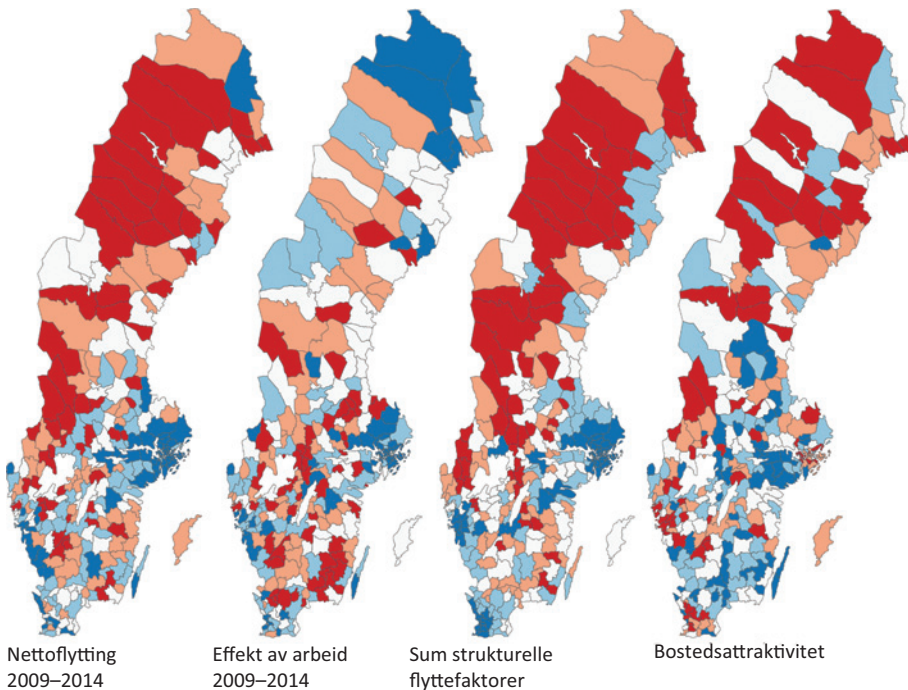 Nettoflytting
2009–2014
Effekt av arbeid
2009–2014
Sum strukturelle
flyttefaktorer
Bostedsattraktivitet